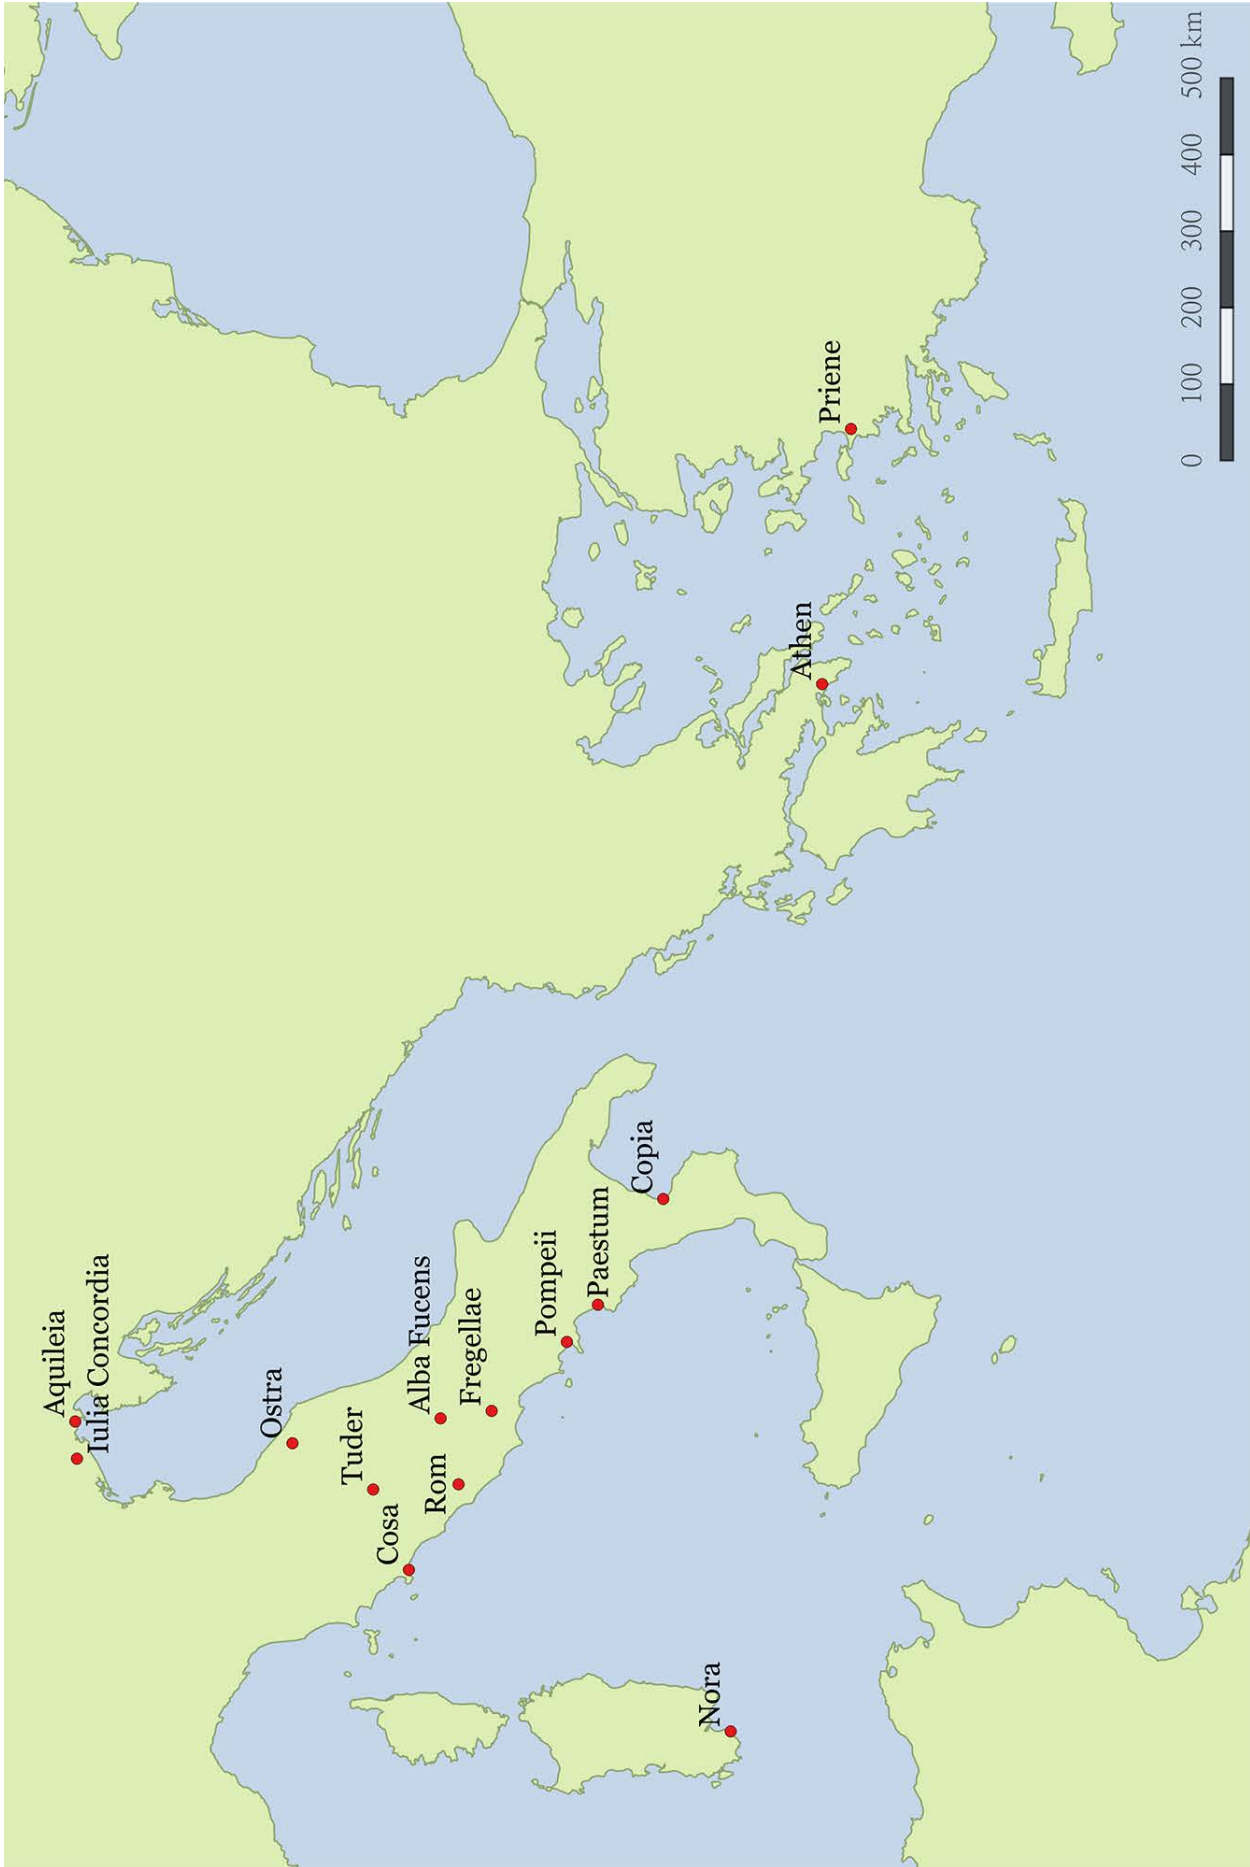 Aquileia
Iulia Concordia
Ostra
Tuder
Cosa
Alba Fucens
Rom
Fregellae
Pompeii
Paestum
Copia
Nora
Athen
Priene
0 100 200 300 400 500 km